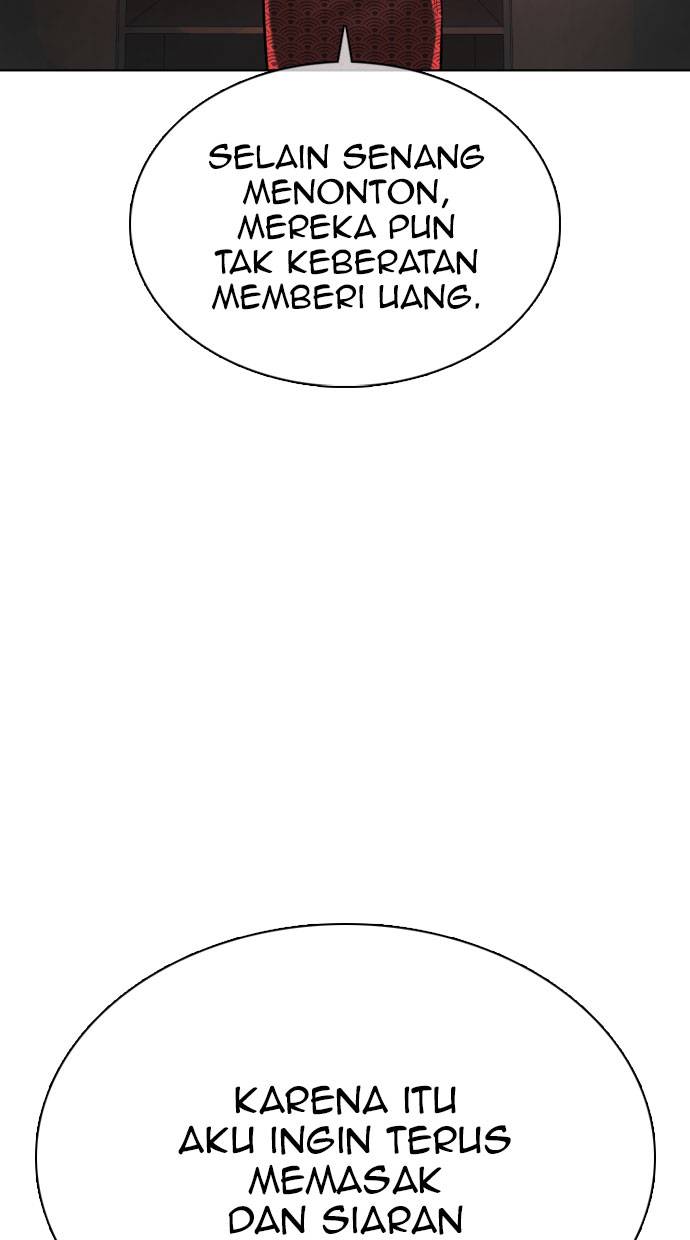 SELAIN SENANG
MENONTON,
MEREKA PUN
TAK KEBERATAN
MEMBERI UANG.
KARENA ITU
AKU INGIN TERUS
MEMASAK
DAN SIARAN